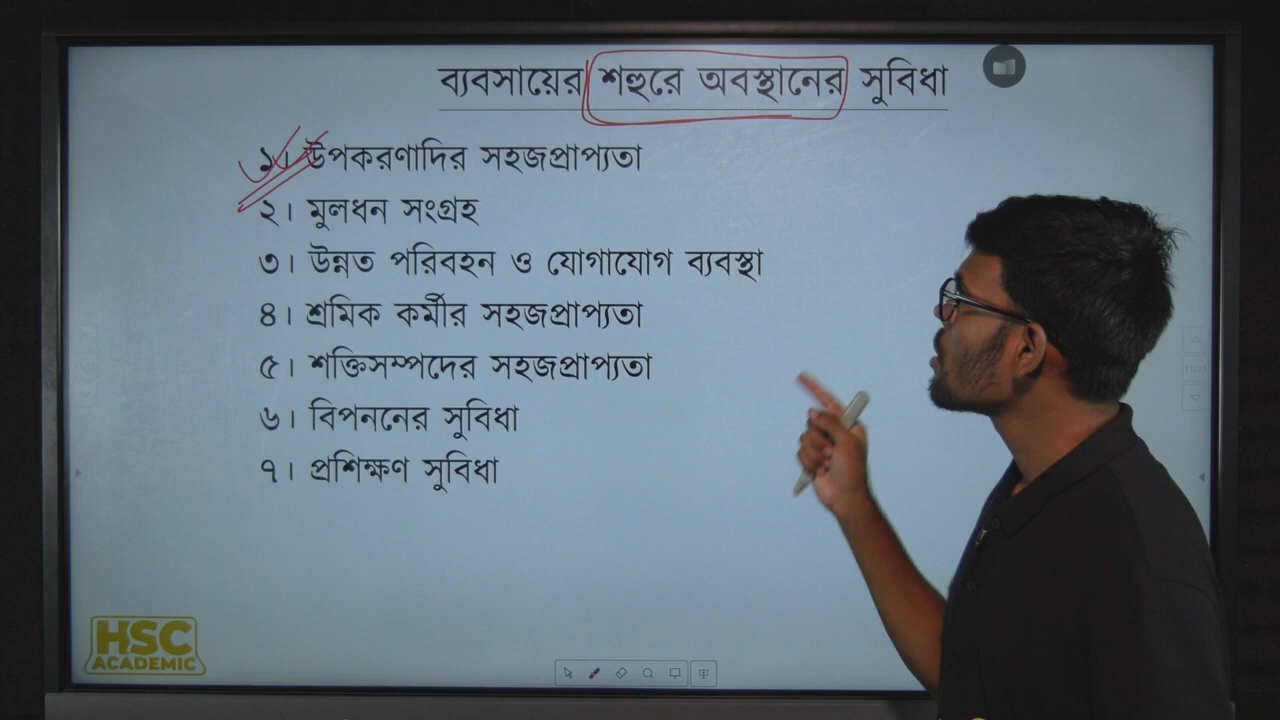 ব্যবসায়ের শহুরে অবস্থানের সুবিধা
১। উপকরণাদির সহজপ্রাপ্যতা
২। মুলধন সংগ্রহ
৩। উন্নত পরিবহন ও যোগাযোগ ব্যবস্থা
৪। শ্রমিক কর্মীর সহজপ্রাপ্যতা
৫। শক্তিসম্পদের সহজপ্রাপ্যতা
৬। বিপননের সুবিধা
৭। প্রশিক্ষণ সুবিধা
HSC
ACADEMIC